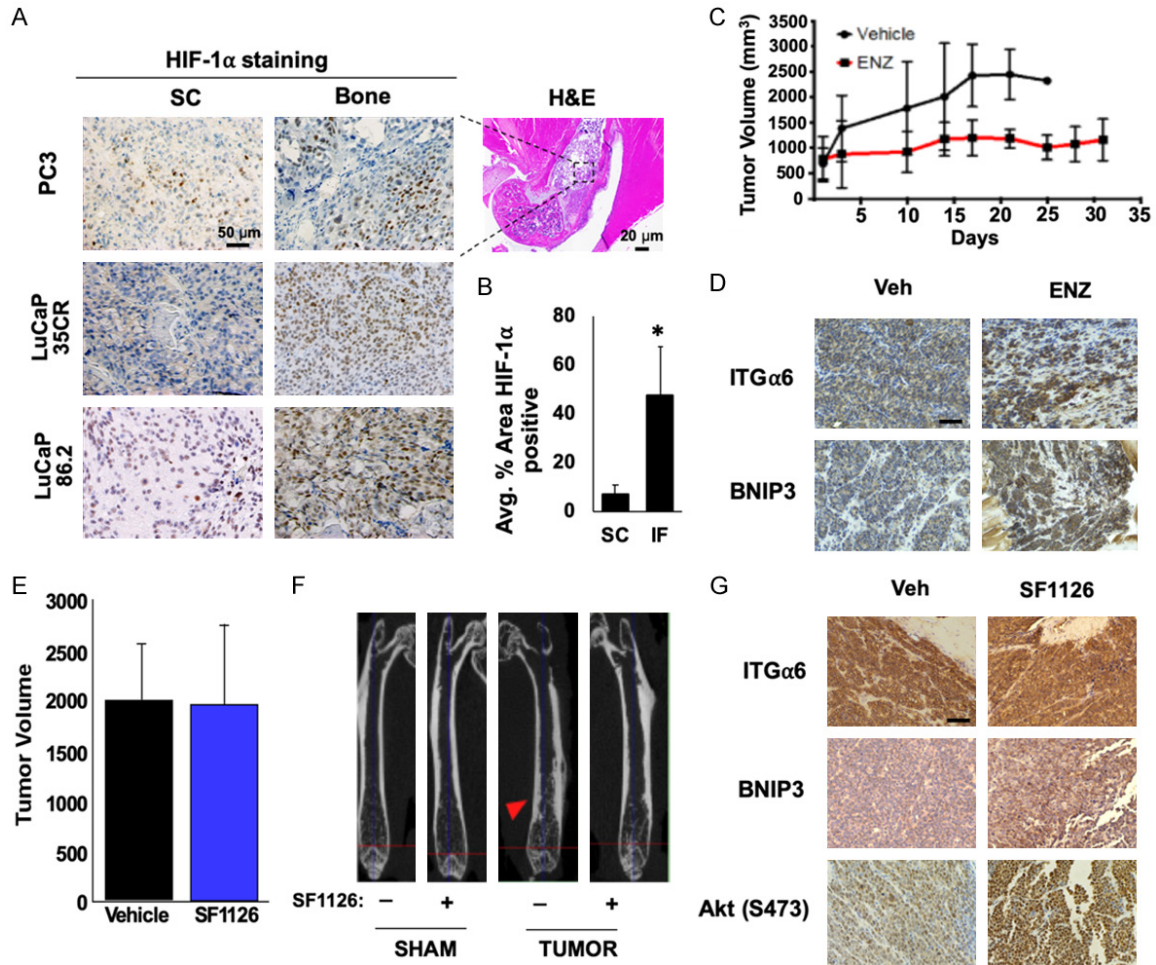 A
HIF-1α staining
SC
Bone
H&E
PC3
50 µm
20 µm
LuCaP
35CR
LuCaP
86.2
B
Avg. % Area HIF-1α
positive
80
60
40
20
0
*
SC
IF
C
Tumor Volume (mm³)
3500
3000
2500
2000
1500
1000
500
0
Vehicle
ENZ
5
10
15
20
25
30
35
Days
D
Veh
ENZ
ITGα6
BNIP3
E
Tumor Volume
3000
2500
2000
1500
1000
500
0
Vehicle
SF1126
F
SF1126:
–
+
–
+
SHAM
TUMOR
G
Veh
SF1126
ITGα6
BNIP3
Akt (S473)